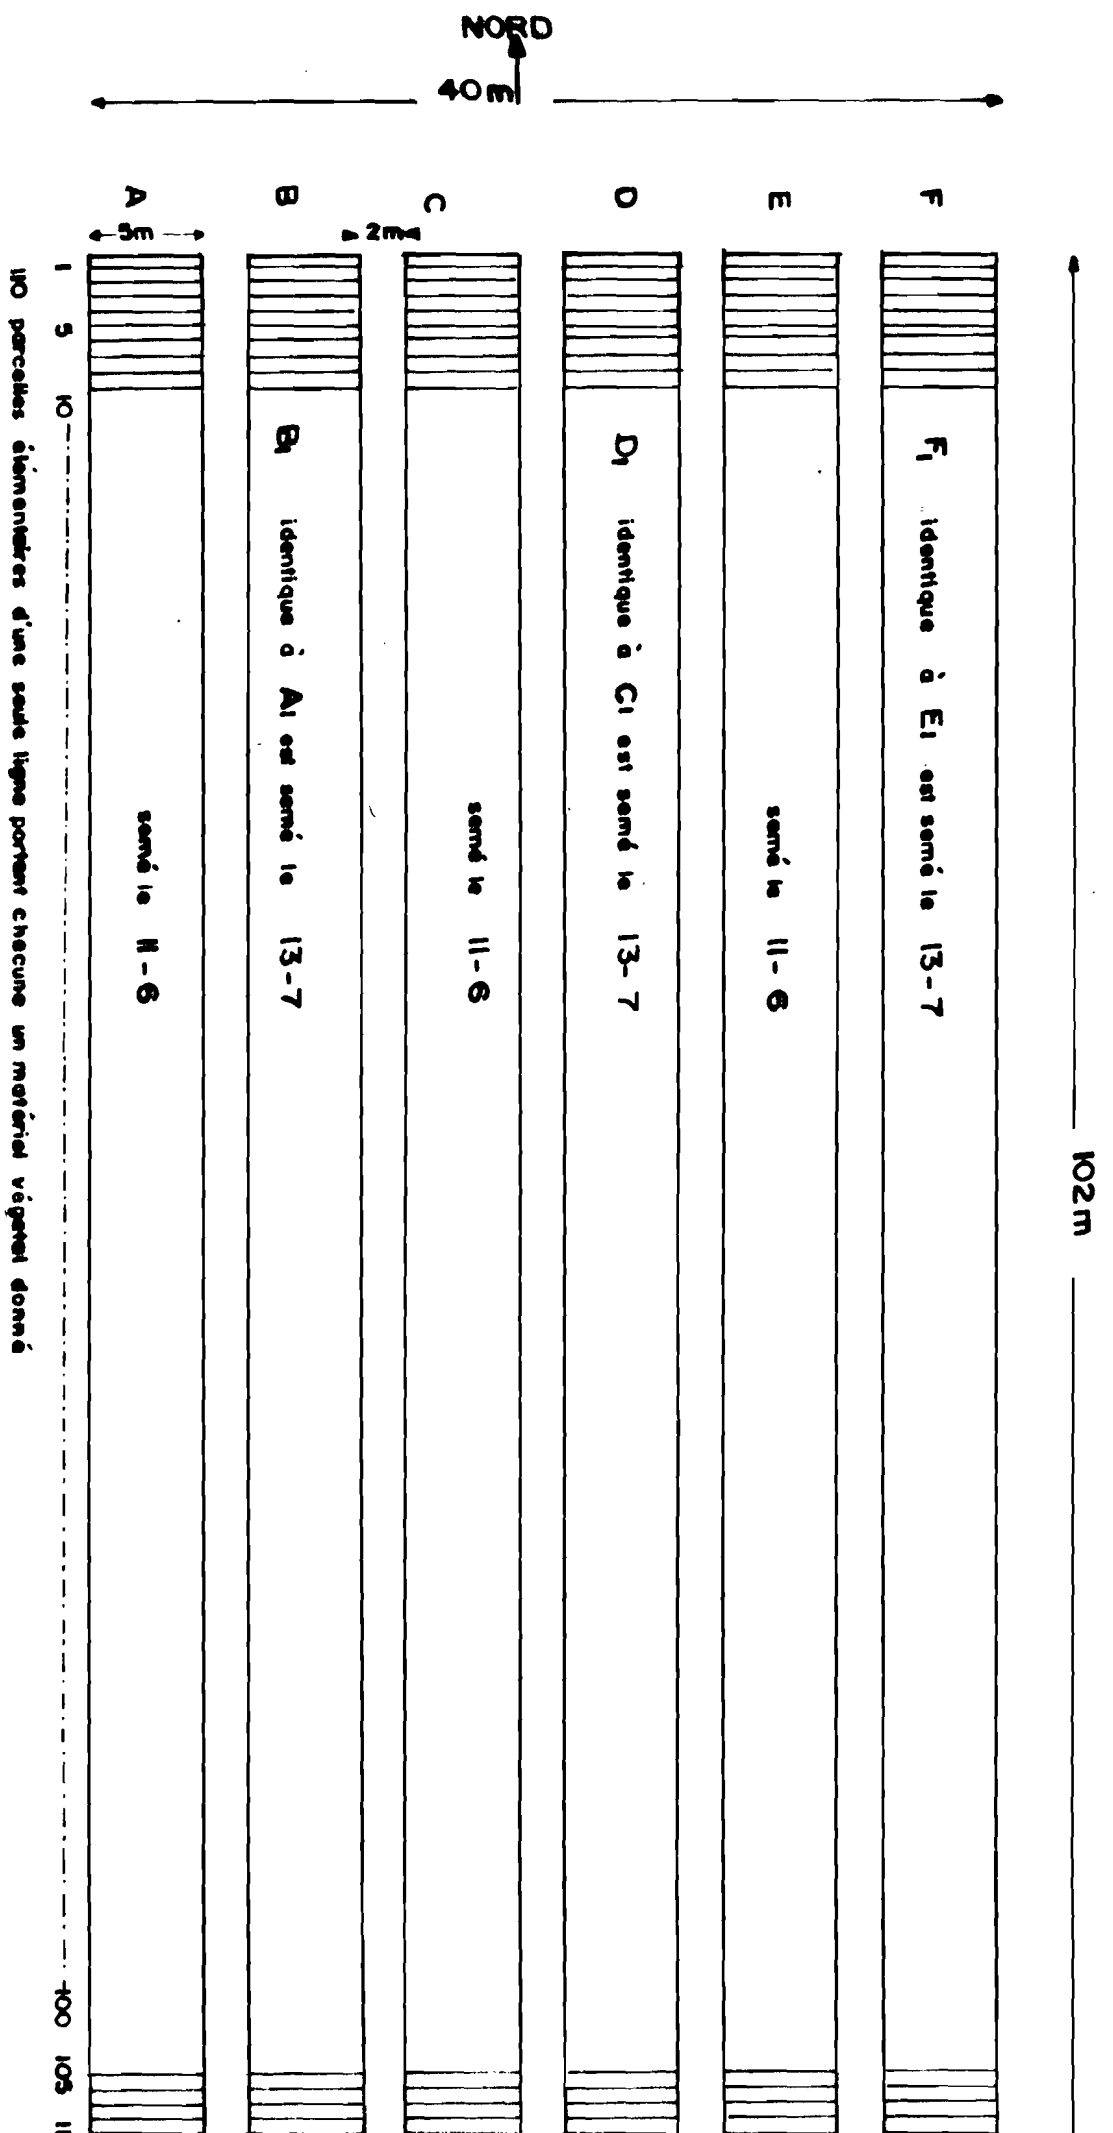 NORD
40m
102m
F
E
D
C
B
A
5m
2m
F1 identique à E1 est semé le 13-7
semé le 11-6
D1 identique à C1 est semé le 13-7
semé le 11-6
B1 identique à A1 est semé le 13-7
semé le 11-6
1 5 10 100 105
110 parcelles élémentaires d'une seule ligne portant chacune un matériel végétal donné